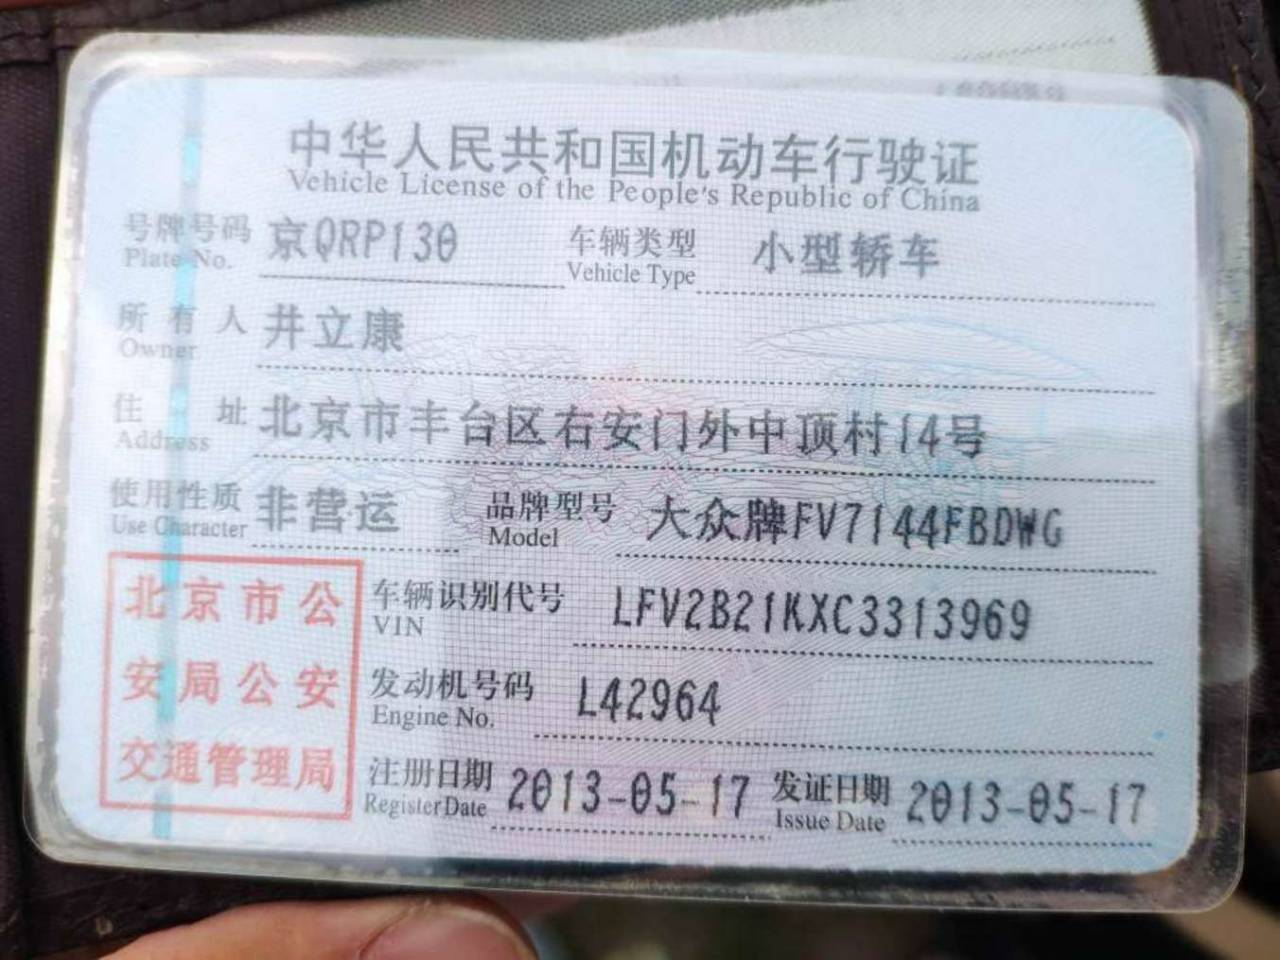 中华人民共和国机动车行驶证
Vehicle License of the People's Republic of China
号牌号码 京QRP130 车辆类型 小型轿车
Plate No. Vehicle Type
所有人 井立康
Owner
住址 北京市丰台区右安门外中顶村14号
Address
使用性质 非营运 品牌型号 大众牌FV7144FBDWG
Use Character Model
北京市公 车辆识别代号 LFV2B21KXC3313969
VIN
安局公安 发动机号码 L42964
Engine No.
交通管理局 注册日期 2013-05-17 发证日期 2013-05-17
Register Date Issue Date